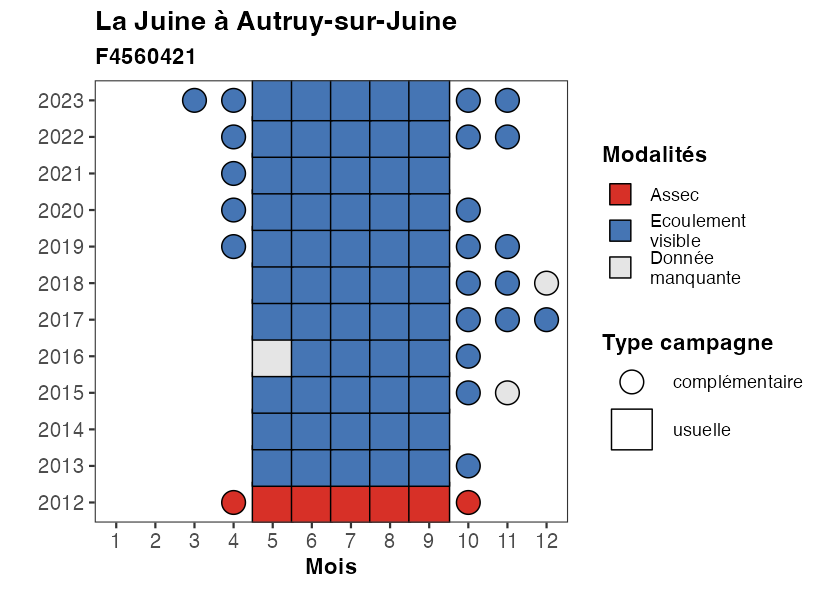 La Juine à Autruy-sur-Juine
F4560421
2023
2022
2021
2020
2019
2018
2017
2016
2015
2014
2013
2012
1 2 3 4 5 6 7 8 9 10 11 12
Mois
Modalités
Assec
Ecoulement
visible
Donnée
manquante
Type campagne
complémentaire
usuelle